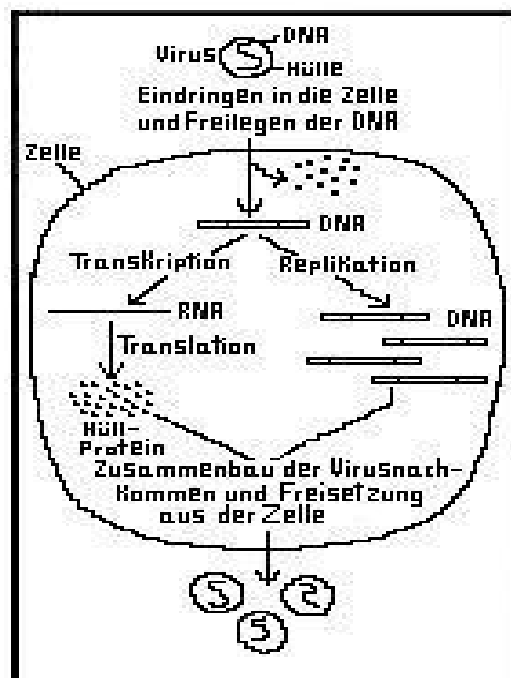 DNA
Virus
Hülle
Eindringen in die Zelle
und Freilegen der DNA
Zelle
DNA
Transkription
Replikation
RNA
DNA
Translation
Hüll-
Protein
Zusammenbau der Virusnach-
kommen und Freisetzung
aus der Zelle